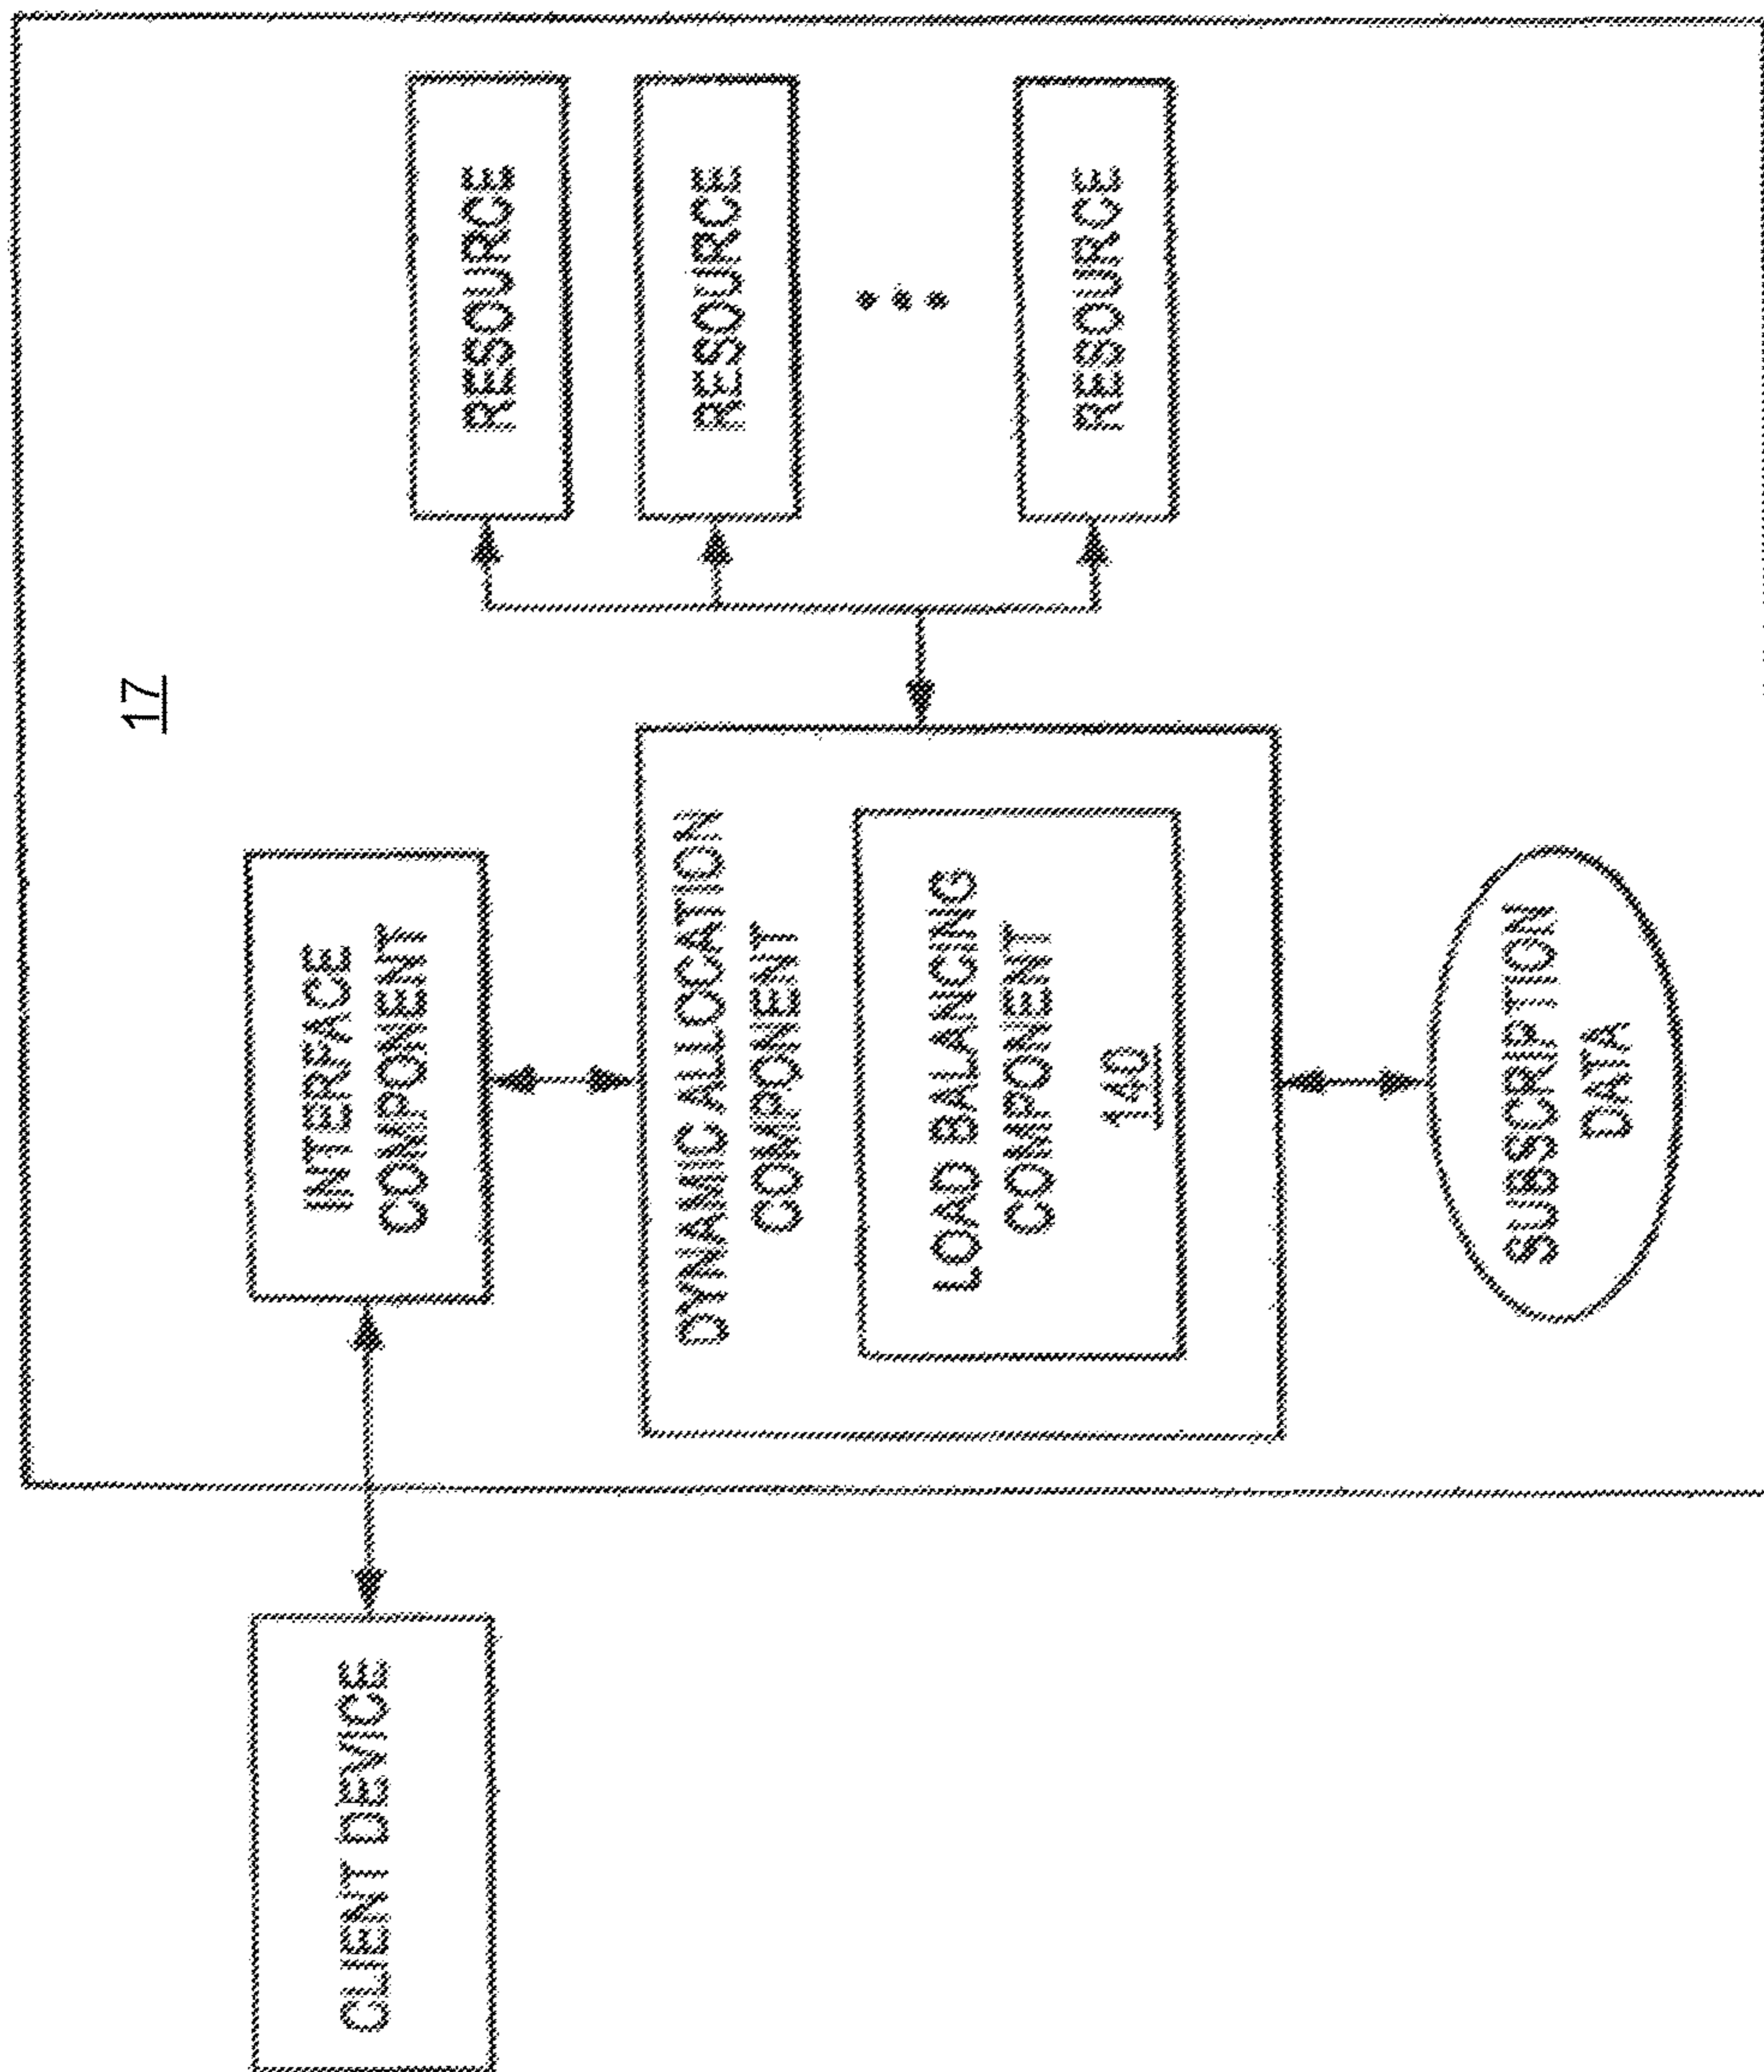 17
CLIENT DEVICE
INTERFACE
COMPONENT
DYNAMIC ALLOCATION
COMPONENT
LOAD BALANCING
COMPONENT
140
SUBSCRIPTION
DATA
RESOURCE
RESOURCE
RESOURCE